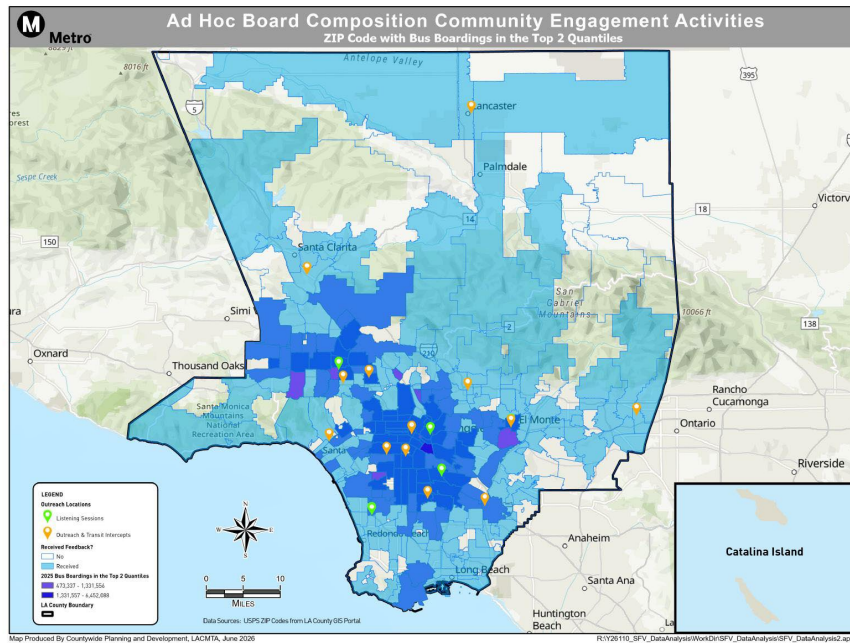 M
Metro
Ad Hoc Board Composition Community Engagement Activities
ZIP Code with Bus Boardings in the Top 2 Quantiles
8829 ft
8016 ft
Antelope Valley
395
5
Lancaster
Sespe Creek
Palmdale
18
Victorv
14
150
Santa Clarita
San Gabriel Mountains
10066 ft
138
Simi
2
210
Oxnard
Thousand Oaks
Rancho Cucamonga
Santa Monica Mountains National Recreation Area
El Monte
Ontario
Santa
Riverside
LEGEND
Outreach Locations
Listening Sessions
Outreach & Transit Intercepts
Received Feedback?
No
Received
2025 Bus Boardings in the Top 2 Quantiles
473,337 - 1,331,556
1,331,557 - 6,452,088
LA County Boundary
N
W
E
S
0 5 10
MILES
Redondo Beach
Long Beach
Anaheim
Santa Ana
Huntington Beach
Catalina Island
Data Sources: USPS ZIP Codes from LA County GIS Portal
Map Produced By Countywide Planning and Development, LACMTA, June 2026
R:\Y26110_SFV_DataAnalysis\WorkDir\SFV_DataAnalysis\SFV_DataAnalysis2.ap